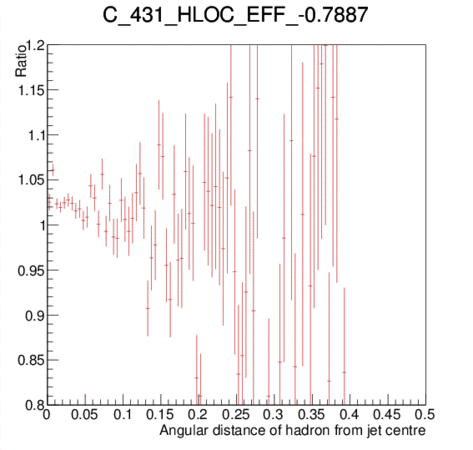 C_431_HLOC_EFF_-0.7887
Ratio
1.2
1.15
1.1
1.05
1
0.95
0.9
0.85
0.8
0 0.05 0.1 0.15 0.2 0.25 0.3 0.35 0.4 0.45 0.5
Angular distance of hadron from jet centre